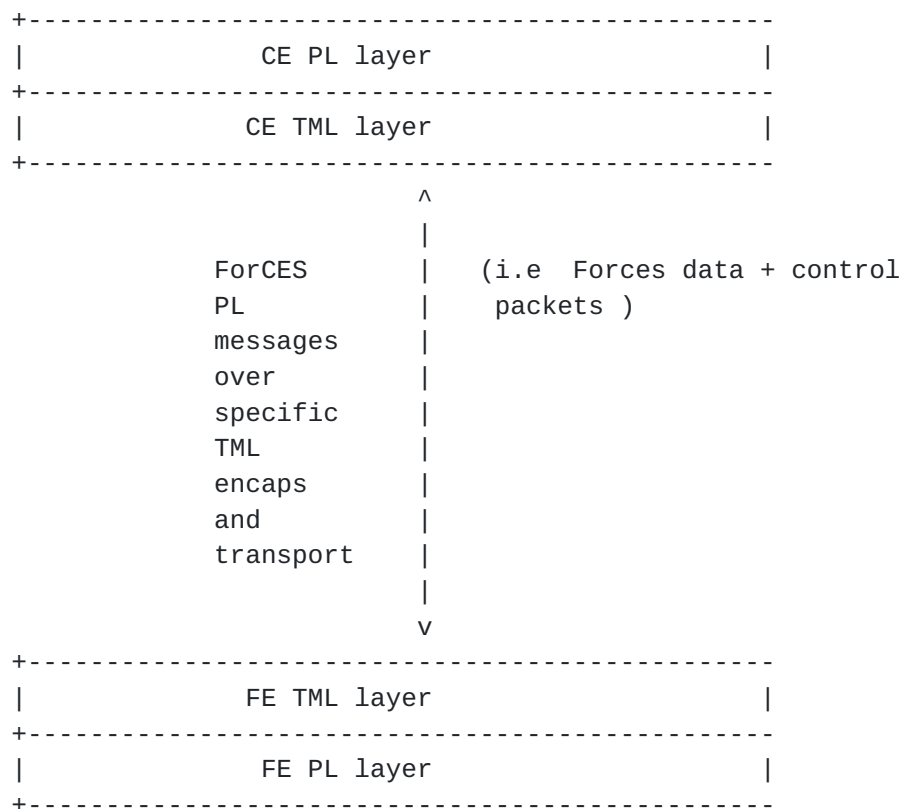 +------------------------------------------------
|               CE PL layer                     |
+------------------------------------------------
|              CE TML layer                     |
+------------------------------------------------
^
|
ForCES      |   (i.e  Forces data + control
PL          |    packets )
messages    |
over        |
specific    |
TML         |
encaps      |
and         |
transport   |
|
v
+------------------------------------------------
|              FE TML layer                     |
+------------------------------------------------
|               FE PL layer                     |
+------------------------------------------------